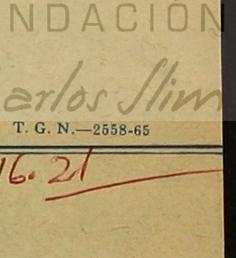 NDACIÓN
arlos Slim
T. G. N.—2558-65
16.21